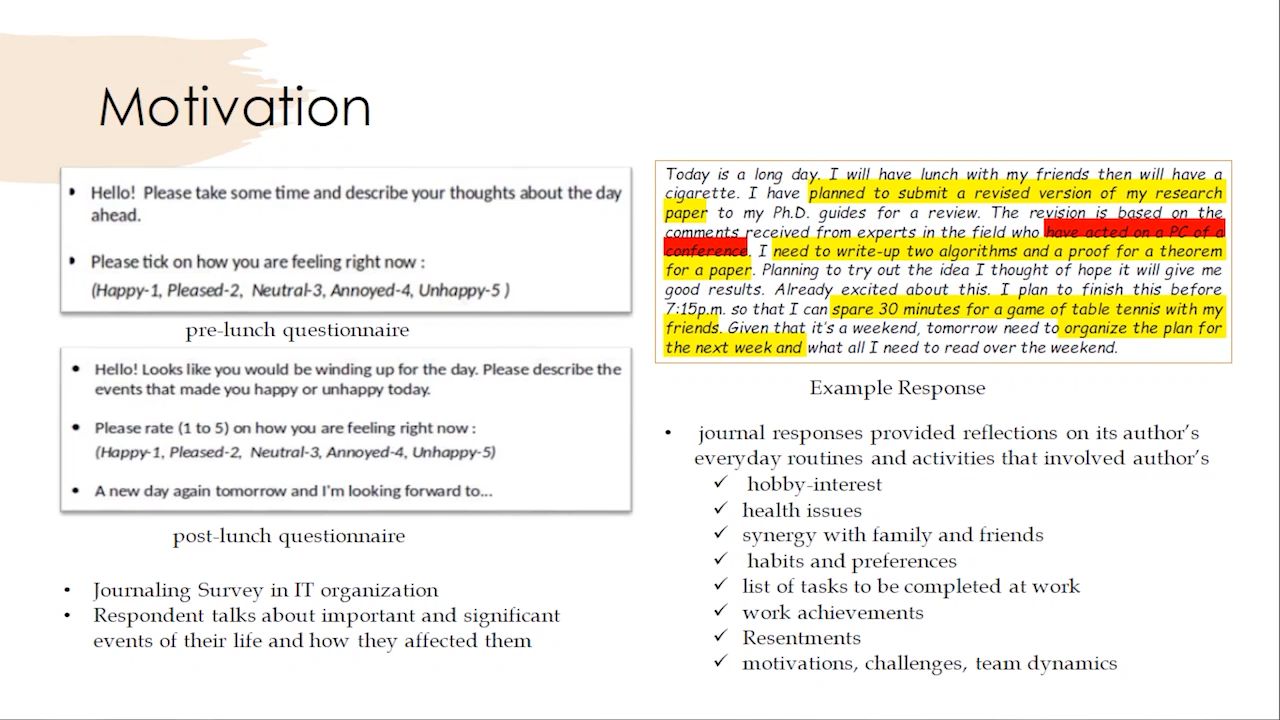 Motivation
• Hello! Please take some time and describe your thoughts about the day
ahead.
• Please tick on how you are feeling right now :
(Happy-1, Pleased-2, Neutral-3, Annoyed-4, Unhappy-5 )
pre-lunch questionnaire
• Hello! Looks like you would be winding up for the day. Please describe the
events that made you happy or unhappy today.
• Please rate (1 to 5) on how you are feeling right now :
(Happy-1, Pleased-2, Neutral-3, Annoyed-4, Unhappy-5)
• A new day again tomorrow and I'm looking forward to...
post-lunch questionnaire
• Journaling Survey in IT organization
• Respondent talks about important and significant
events of their life and how they affected them
Today is a long day. I will have lunch with my friends then will have a
cigarette. I have planned to submit a revised version of my research
paper to my Ph.D. guides for a review. The revision is based on the
comments received from experts in the field who have acted on a PC of a
conference. I need to write-up two algorithms and a proof for a theorem
for a paper. Planning to try out the idea I thought of hope it will give me
good results. Already excited about this. I plan to finish this before
7:15p.m. so that I can spare 30 minutes for a game of table tennis with my
friends. Given that it's a weekend, tomorrow need to organize the plan for
the next week and what all I need to read over the weekend.
Example Response
• journal responses provided reflections on its author's
everyday routines and activities that involved author's
✓ hobby-interest
✓ health issues
✓ synergy with family and friends
✓ habits and preferences
✓ list of tasks to be completed at work
✓ work achievements
✓ Resentments
✓ motivations, challenges, team dynamics